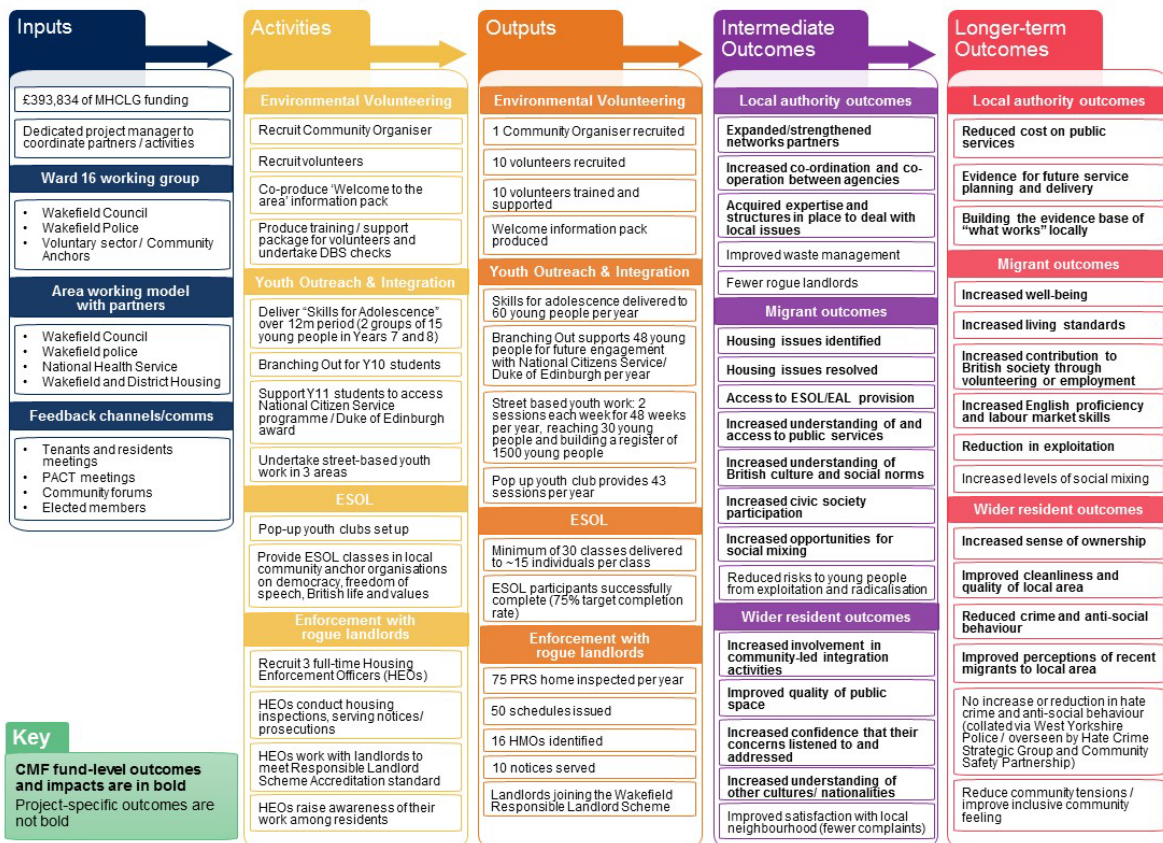 Inputs
£393,834 of MHCLG funding
Dedicated project manager to
coordinate partners / activities
Ward 16 working group
• Wakefield Council
• Wakefield Police
• Voluntary sector / Community
Anchors
Area working model
with partners
• Wakefield Council
• Wakefield police
• National Health Service
• Wakefield and District Housing
Feedback channels/comms
• Tenants and residents
meetings
• PACT meetings
• Community forums
• Elected members
Key
CMF fund-level outcomes
and impacts are in bold
Project-specific outcomes are
not bold
Activities
Environmental Volunteering
Recruit Community Organiser
Recruit volunteers
Co-produce ‘Welcome to the
area’ information pack
Produce training / support
package for volunteers and
undertake DBS checks
Youth Outreach & Integration
Deliver “Skills for Adolescence”
over 12m period (2 groups of 15
young people in Years 7 and 8)
Branching Out for Y10 students
Support Y11 students to access
National Citizen Service
programme / Duke of Edinburgh
award
Undertake street-based youth
work in 3 areas
ESOL
Pop-up youth clubs set up
Provide ESOL classes in local
community anchor organisations
on democracy, freedom of
speech, British life and values
Enforcement with
rogue landlords
Recruit 3 full-time Housing
Enforcement Officers (HEOs)
HEOs conduct housing
inspections, serving notices/
prosecutions
HEOs work with landlords to
meet Responsible Landlord
Scheme Accreditation standard
HEOs raise awareness of their
work among residents
Outputs
Environmental Volunteering
1 Community Organiser recruited
10 volunteers recruited
10 volunteers trained and
supported
Welcome information pack
produced
Youth Outreach & Integration
Skills for adolescence delivered to
60 young people per year
Branching Out supports 48 young
people for future engagement
with National Citizens Service/
Duke of Edinburgh per year
Street based youth work: 2
sessions each week for 48 weeks
per year, reaching 30 young
people and building a register of
1500 young people
Pop up youth club provides 43
sessions per year
ESOL
Minimum of 30 classes delivered
to ~15 individuals per class
ESOL participants successfully
complete (75% target completion
rate)
Enforcement with
rogue landlords
75 PRS home inspected per year
50 schedules issued
16 HMOs identified
10 notices served
Landlords joining the Wakefield
Responsible Landlord Scheme
Intermediate
Outcomes
Local authority outcomes
Expanded/strengthened
networks partners
Increased co-ordination and co-
operation between agencies
Acquired expertise and
structures in place to deal with
local issues
Improved waste management
Fewer rogue landlords
Migrant outcomes
Housing issues identified
Housing issues resolved
Access to ESOL/EAL provision
Increased understanding of and
access to public services
Increased understanding of
British culture and social norms
Increased civic society
participation
Increased opportunities for
social mixing
Reduced risks to young people
from exploitation and radicalisation
Wider resident outcomes
Increased involvement in
community-led integration
activities
Improved quality of public
space
Increased confidence that their
concerns listened to and
addressed
Increased understanding of
other cultures/ nationalities
Improved satisfaction with local
neighbourhood (fewer complaints)
Longer-term
Outcomes
Local authority outcomes
Reduced cost on public
services
Evidence for future service
planning and delivery
Building the evidence base of
“what works” locally
Migrant outcomes
Increased well-being
Increased living standards
Increased contribution to
British society through
volunteering or employment
Increased English proficiency
and labour market skills
Reduction in exploitation
Increased levels of social mixing
Wider resident outcomes
Increased sense of ownership
Improved cleanliness and
quality of local area
Reduced crime and anti-social
behaviour
Improved perceptions of recent
migrants to local area
No increase or reduction in hate
crime and anti-social behaviour
(collated via West Yorkshire
Police / overseen by Hate Crime
Strategic Group and Community
Safety Partnership)
Reduce community tensions /
improve inclusive community
feeling